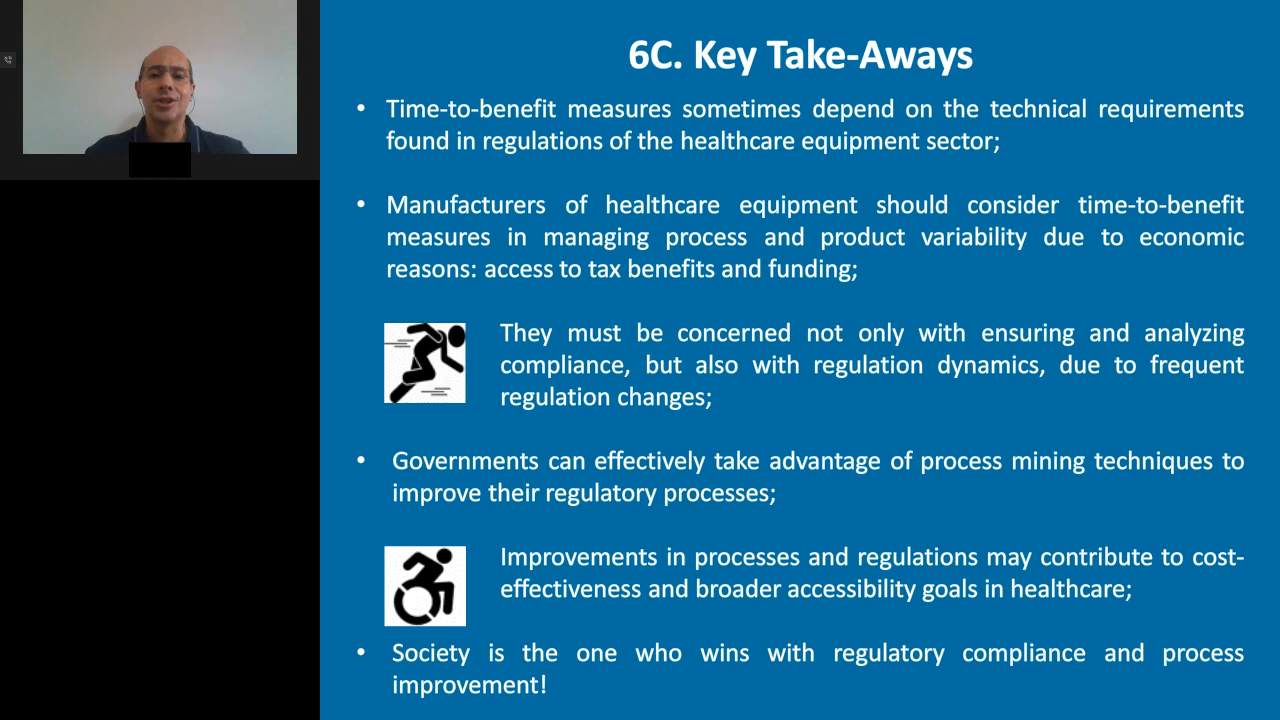 6C. Key Take-Aways
• Time-to-benefit measures sometimes depend on the technical requirements
found in regulations of the healthcare equipment sector;
• Manufacturers of healthcare equipment should consider time-to-benefit
measures in managing process and product variability due to economic
reasons: access to tax benefits and funding;
They must be concerned not only with ensuring and analyzing
compliance, but also with regulation dynamics, due to frequent
regulation changes;
• Governments can effectively take advantage of process mining techniques to
improve their regulatory processes;
Improvements in processes and regulations may contribute to cost-
effectiveness and broader accessibility goals in healthcare;
• Society is the one who wins with regulatory compliance and process
improvement!